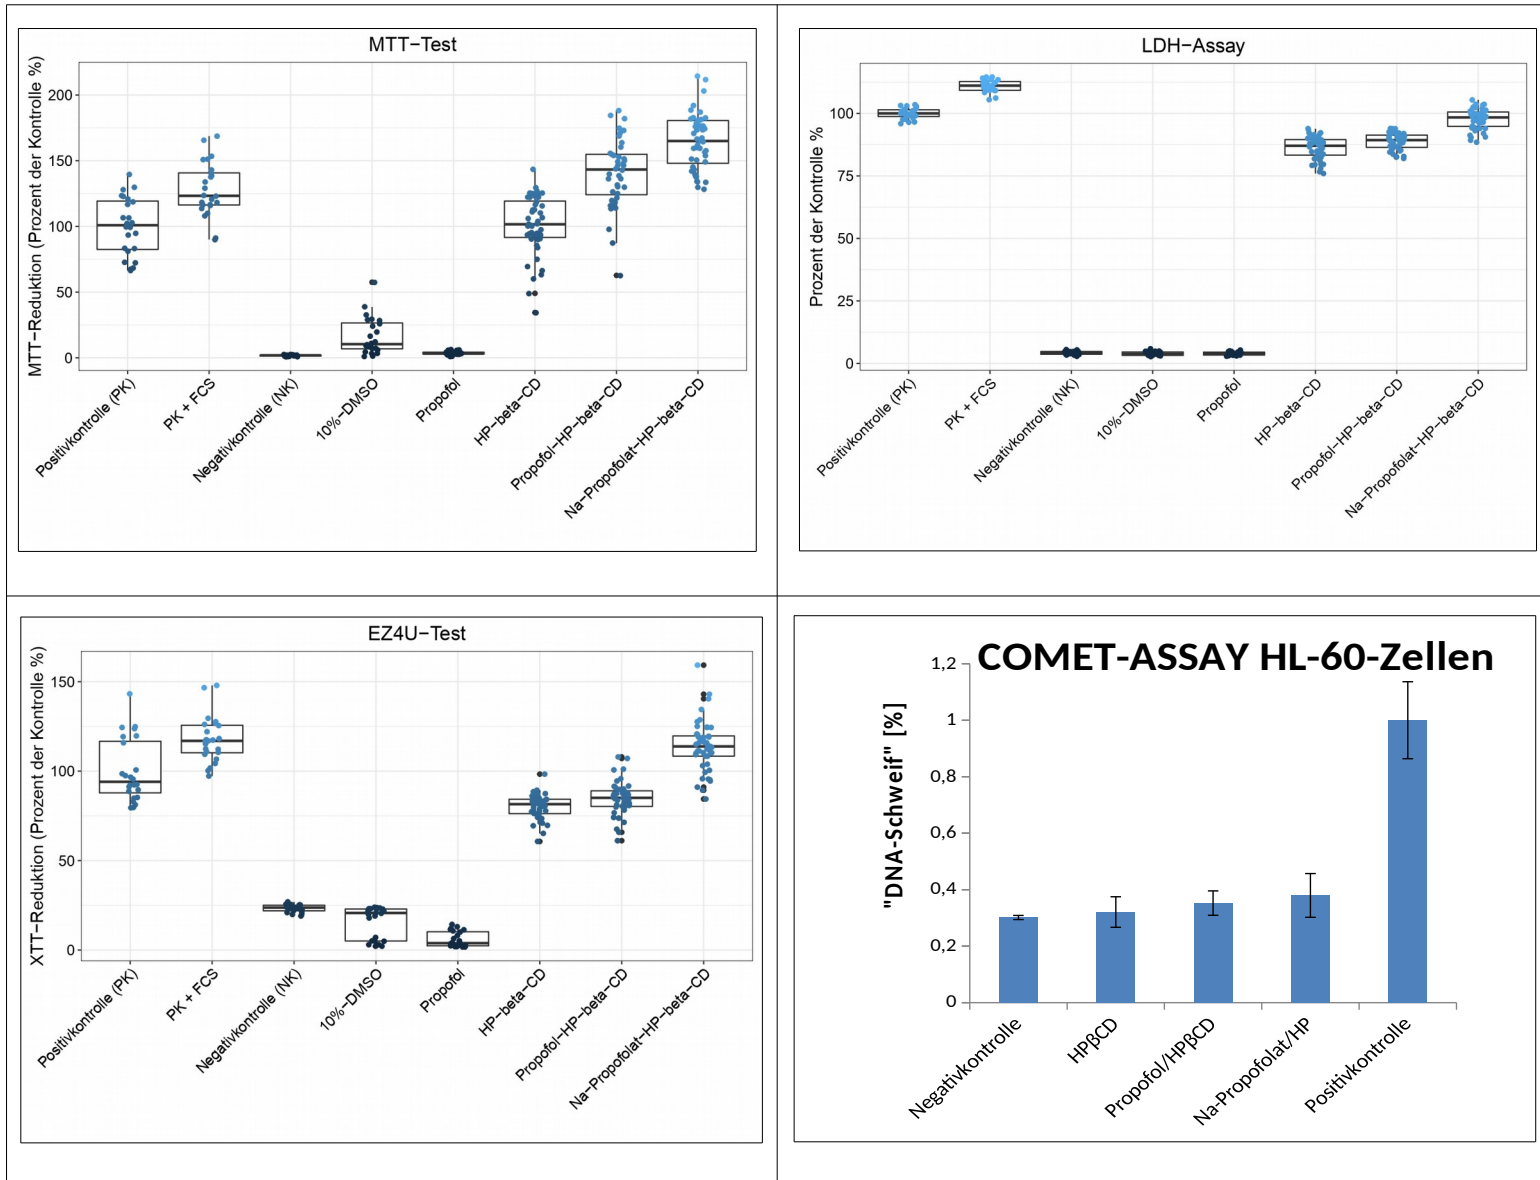 MTT−Test
MTT−Reduktion (Prozent der Kontrolle %)
200
150
100
50
0
Positivkontrolle (PK)
PK + FCS
Negativkontrolle (NK)
10%−DMSO
Propofol
HP−beta−CD
Propofol−HP−beta−CD
Na−Propofolat−HP−beta−CD
LDH−Assay
Prozent der Kontrolle %
100
75
50
25
0
Positivkontrolle (PK)
PK + FCS
Negativkontrolle (NK)
10%−DMSO
Propofol
HP−beta−CD
Propofol−HP−beta−CD
Na−Propofolat−HP−beta−CD
EZ4U−Test
XTT−Reduktion (Prozent der Kontrolle %)
150
100
50
0
Positivkontrolle (PK)
PK + FCS
Negativkontrolle (NK)
10%−DMSO
Propofol
HP−beta−CD
Propofol−HP−beta−CD
Na−Propofolat−HP−beta−CD
COMET-ASSAY HL-60-Zellen
"DNA-Schweif" [%]
1,2
1
0,8
0,6
0,4
0,2
0
Negativkontrolle
HPβCD
Propofol/HPβCD
Na-Propofolat/HP
Positivkontrolle